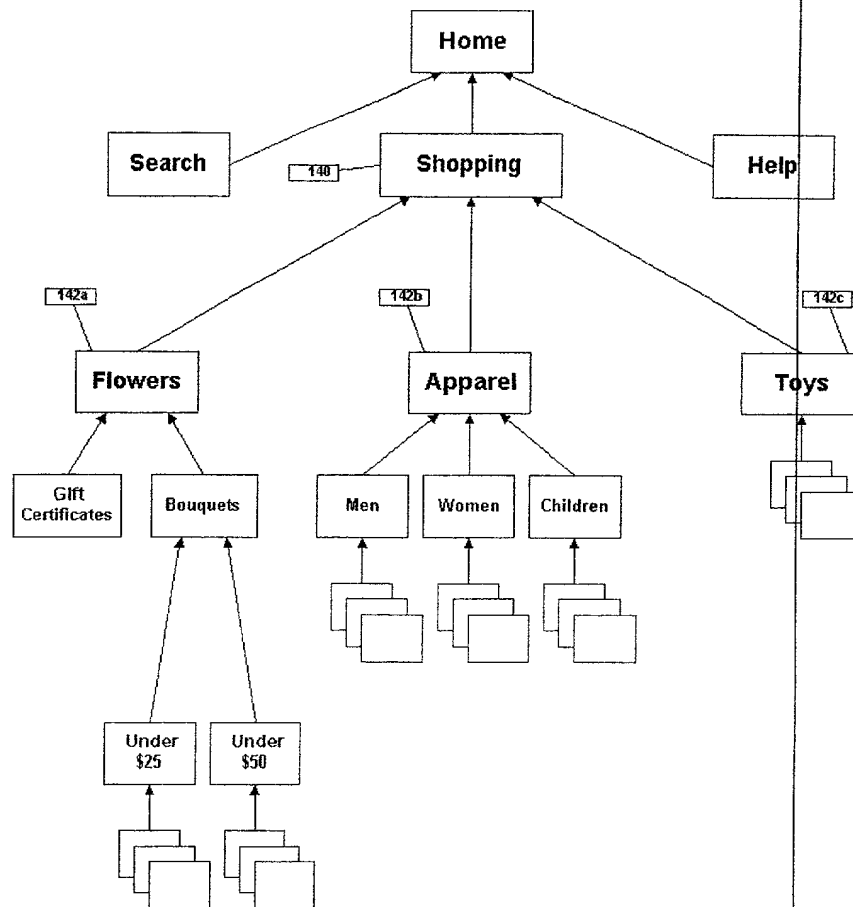 Home
Search
140
Shopping
Help
142a
142b
142c
Flowers
Apparel
Toys
Gift
Certificates
Bouquets
Men
Women
Children
Under
$25
Under
$50